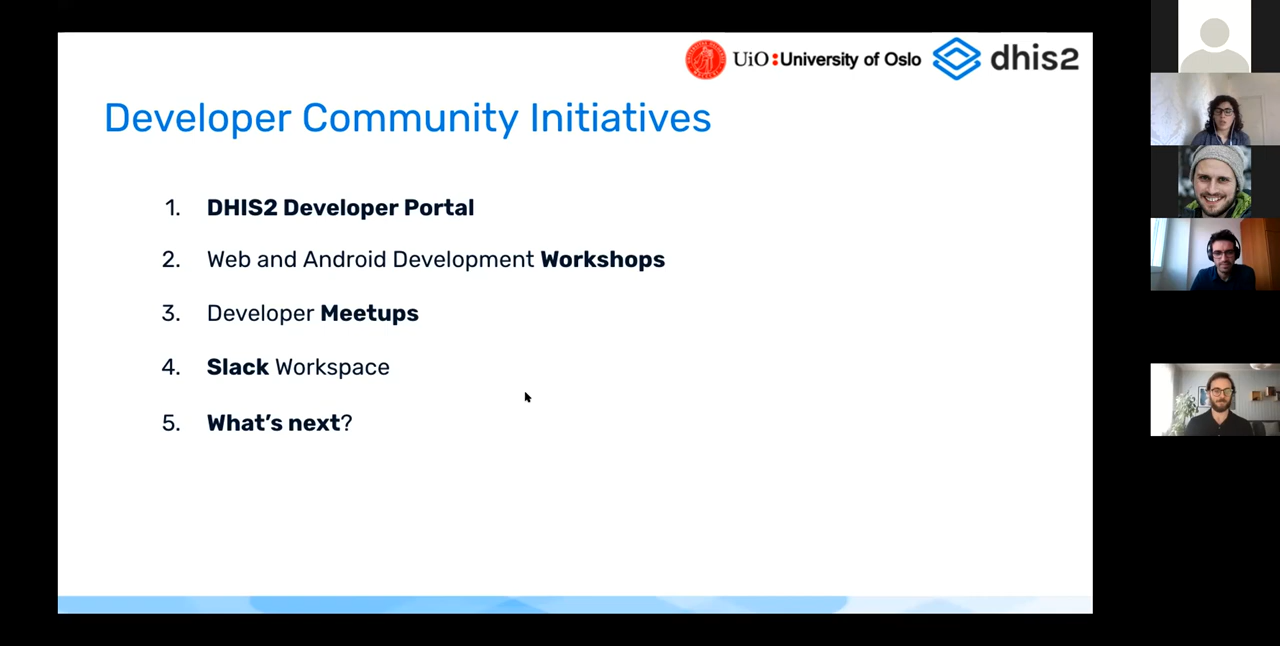 UiO:University of Oslo dhis2
Developer Community Initiatives
1. DHIS2 Developer Portal
2. Web and Android Development Workshops
3. Developer Meetups
4. Slack Workspace
5. What's next?